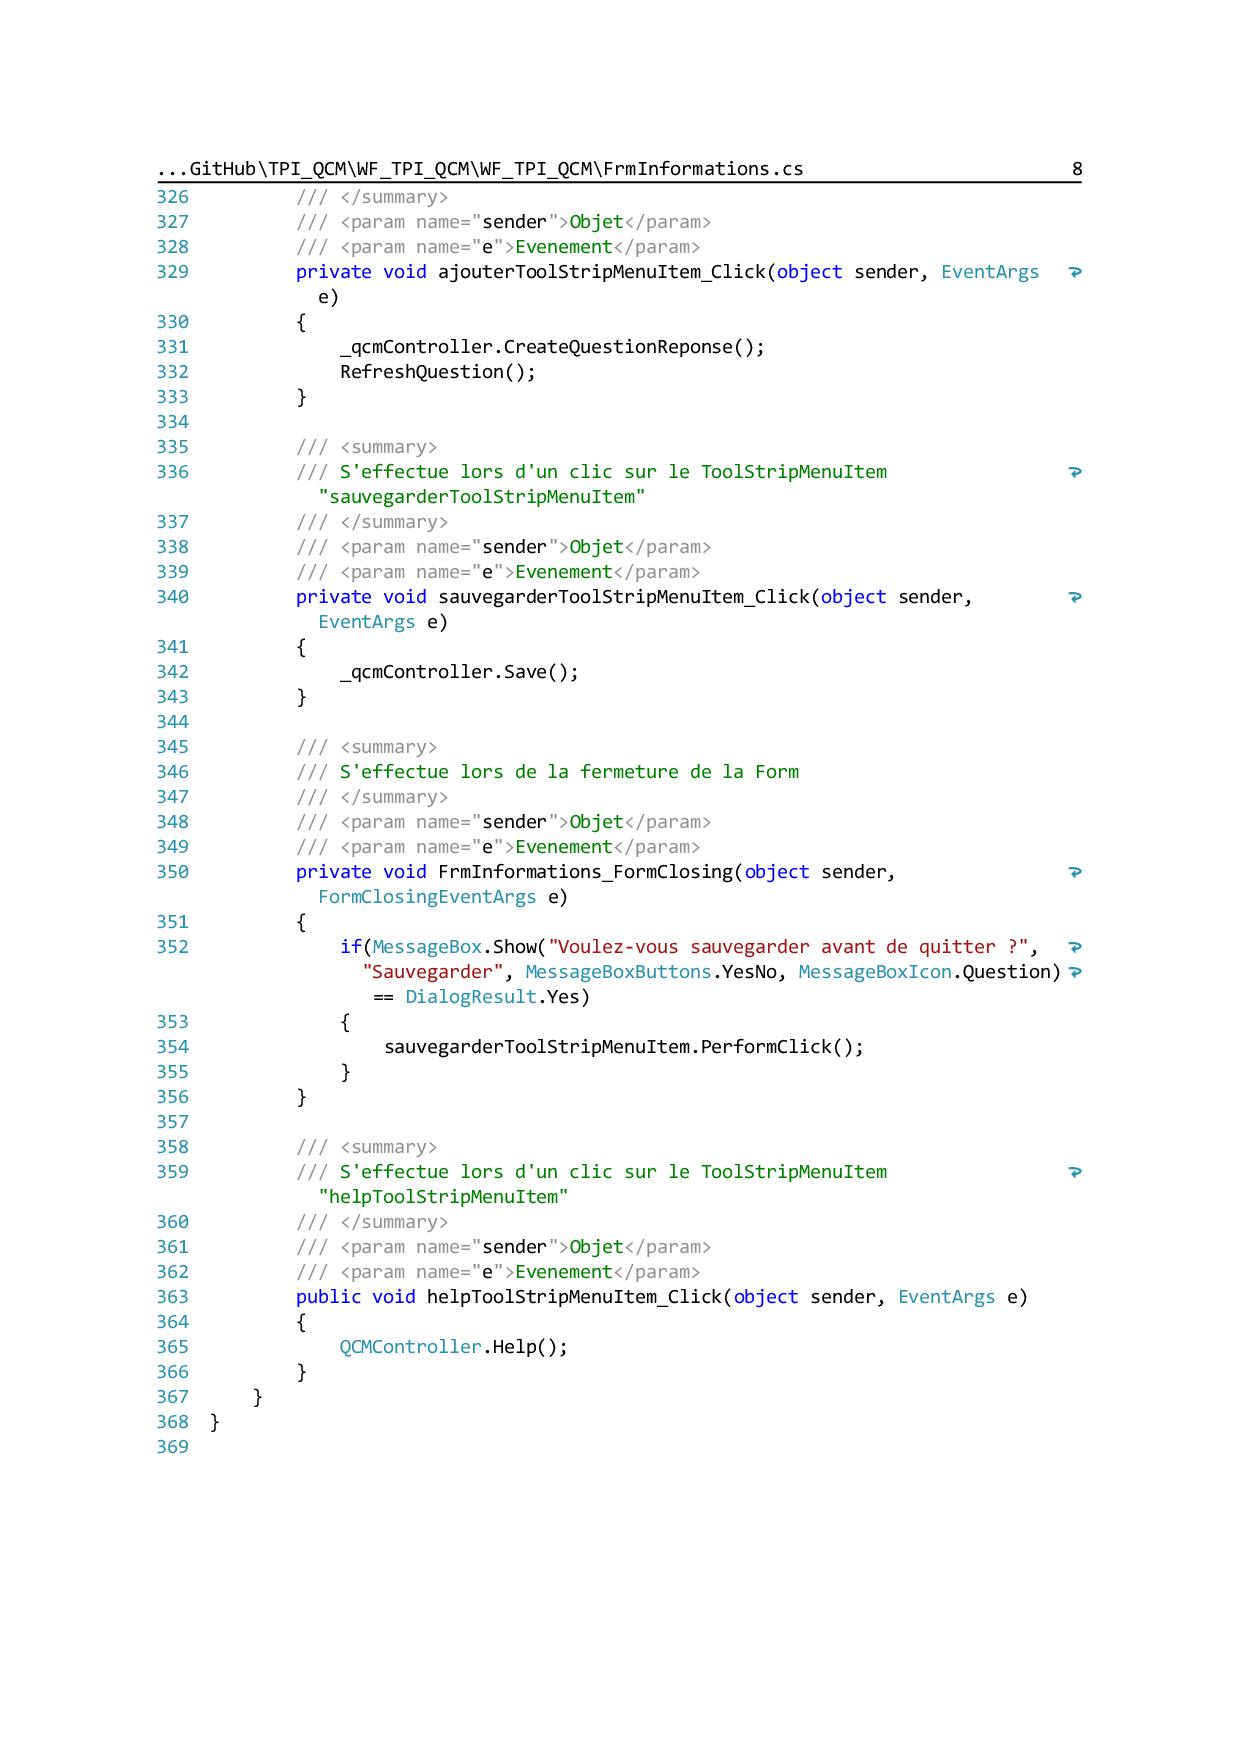 ...GitHub\TPI_QCM\WF_TPI_QCM\WF_TPI_QCM\FrmInformations.cs 8
326 /// </summary>
327 /// <param name="sender">Objet</param>
328 /// <param name="e">Evenement</param>
329 private void ajouterToolStripMenuItem_Click(object sender, EventArgs
e)
330 {
331 _qcmController.CreateQuestionReponse();
332 RefreshQuestion();
333 }
334
335 /// <summary>
336 /// S'effectue lors d'un clic sur le ToolStripMenuItem
"sauvegarderToolStripMenuItem"
337 /// </summary>
338 /// <param name="sender">Objet</param>
339 /// <param name="e">Evenement</param>
340 private void sauvegarderToolStripMenuItem_Click(object sender,
EventArgs e)
341 {
342 _qcmController.Save();
343 }
344
345 /// <summary>
346 /// S'effectue lors de la fermeture de la Form
347 /// </summary>
348 /// <param name="sender">Objet</param>
349 /// <param name="e">Evenement</param>
350 private void FrmInformations_FormClosing(object sender,
FormClosingEventArgs e)
351 {
352 if(MessageBox.Show("Voulez-vous sauvegarder avant de quitter ?",
"Sauvegarder", MessageBoxButtons.YesNo, MessageBoxIcon.Question)
== DialogResult.Yes)
353 {
354 sauvegarderToolStripMenuItem.PerformClick();
355 }
356 }
357
358 /// <summary>
359 /// S'effectue lors d'un clic sur le ToolStripMenuItem
"helpToolStripMenuItem"
360 /// </summary>
361 /// <param name="sender">Objet</param>
362 /// <param name="e">Evenement</param>
363 public void helpToolStripMenuItem_Click(object sender, EventArgs e)
364 {
365 QCMController.Help();
366 }
367 }
368 }
369